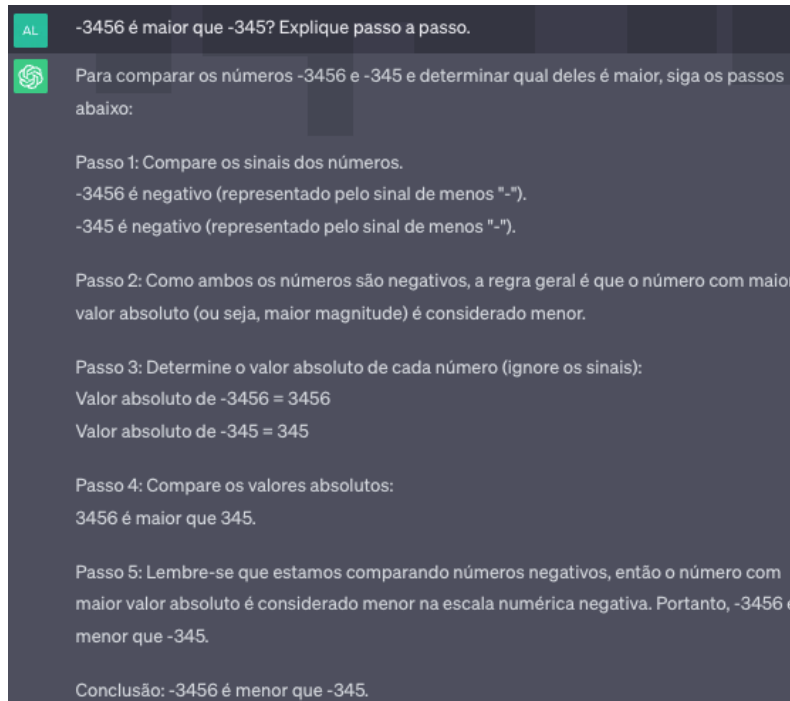 AL
-3456 é maior que -345? Explique passo a passo.
Para comparar os números -3456 e -345 e determinar qual deles é maior, siga os passos
abaixo:
Passo 1: Compare os sinais dos números.
-3456 é negativo (representado pelo sinal de menos "-").
-345 é negativo (representado pelo sinal de menos "-").
Passo 2: Como ambos os números são negativos, a regra geral é que o número com maior
valor absoluto (ou seja, maior magnitude) é considerado menor.
Passo 3: Determine o valor absoluto de cada número (ignore os sinais):
Valor absoluto de -3456 = 3456
Valor absoluto de -345 = 345
Passo 4: Compare os valores absolutos:
3456 é maior que 345.
Passo 5: Lembre-se que estamos comparando números negativos, então o número com
maior valor absoluto é considerado menor na escala numérica negativa. Portanto, -3456 é
menor que -345.
Conclusão: -3456 é menor que -345.